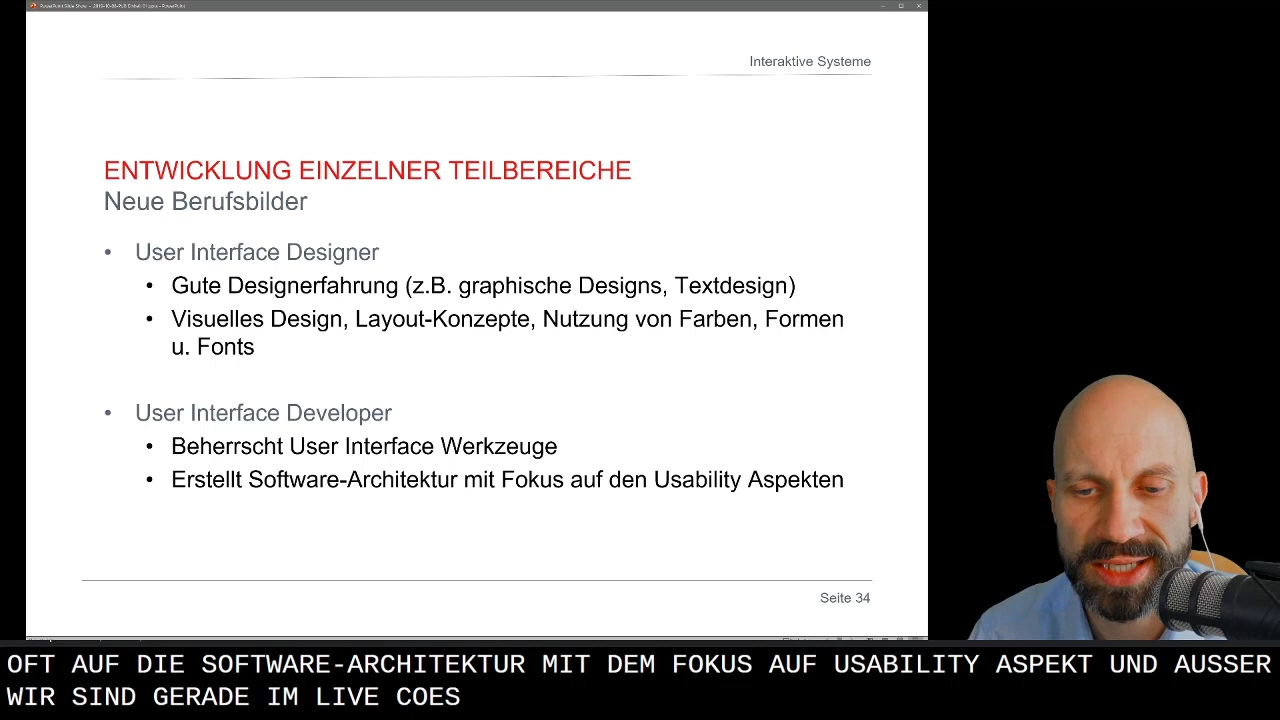 Interaktive Systeme
ENTWICKLUNG EINZELNER TEILBEREICHE
Neue Berufsbilder
• User Interface Designer
• Gute Designerfahrung (z.B. graphische Designs, Textdesign)
• Visuelles Design, Layout-Konzepte, Nutzung von Farben, Formen
u. Fonts
• User Interface Developer
• Beherrscht User Interface Werkzeuge
• Erstellt Software-Architektur mit Fokus auf den Usability Aspekten
Seite 34
OFT AUF DIE SOFTWARE-ARCHITEKTUR MIT DEM FOKUS AUF USABILITY ASPEKT UND AUSSER
WIR SIND GERADE IM LIVE COES